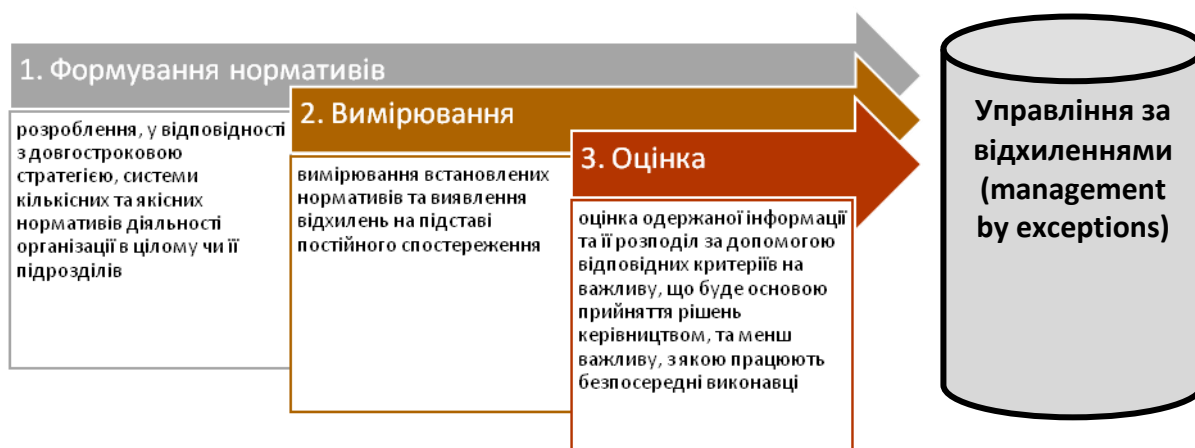 1. Формування нормативів
розроблення, у відповідності
з довгостроковою
стратегією, системи
кількісних та якісних
нормативів діяльності
організації в цілому чи її
підрозділів
2. Вимірювання
вимірювання встановлених
нормативів та виявлення
відхилень на підставі
постійного спостереження
3. Оцінка
оцінка одержаної інформації
та її розподіл за допомогою
відповідних критеріїв на
важливу, що буде основою
прийняття рішень
керівництвом, та менш
важливу, з якою працюють
безпосередні виконавці
Управління за
відхиленнями
(management
by exceptions)